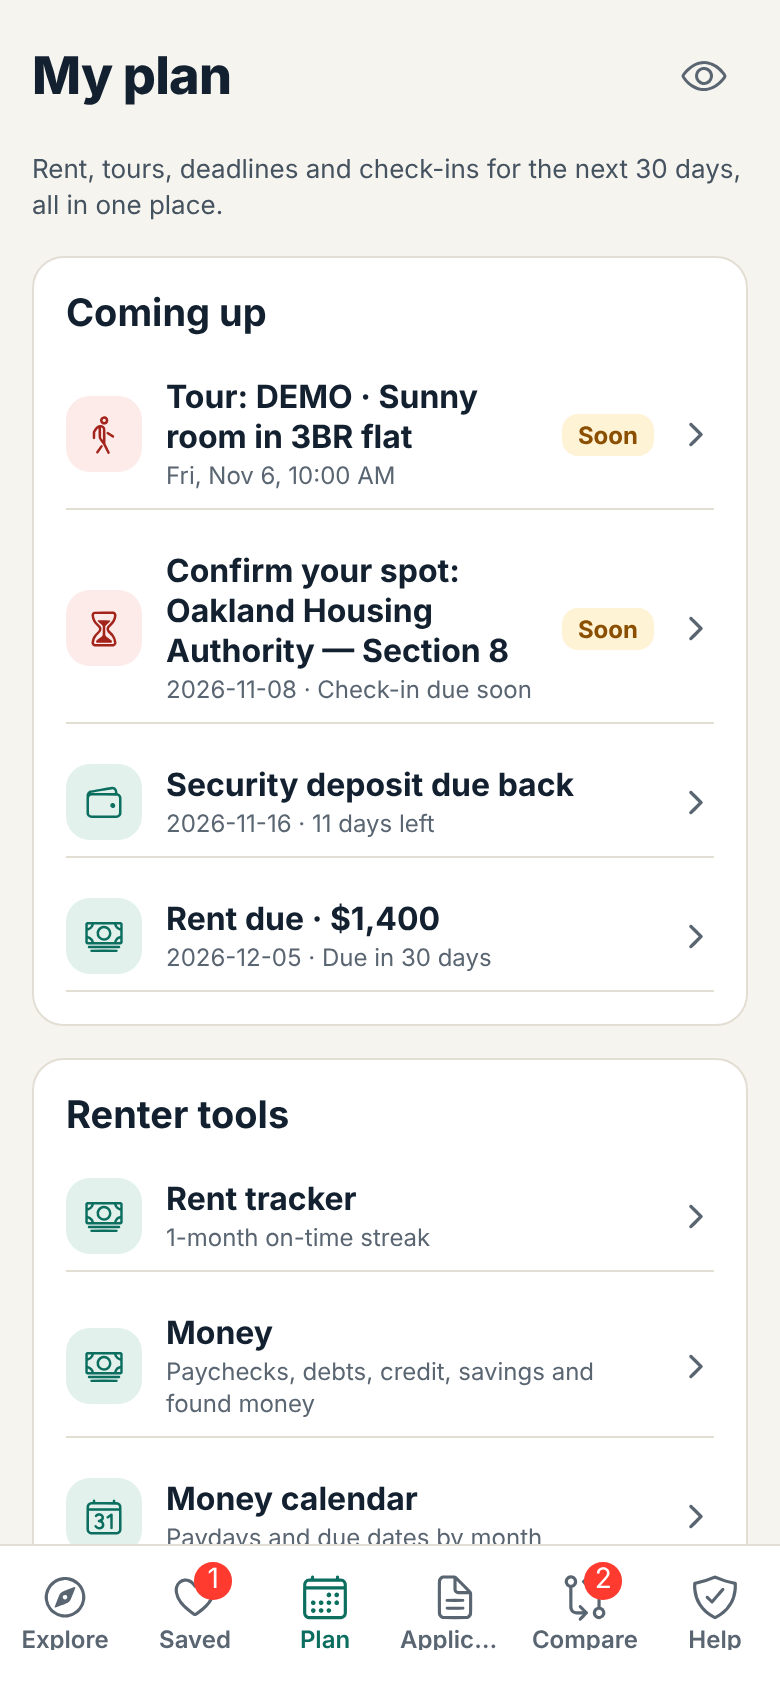 My plan
Rent, tours, deadlines and check-ins for the next 30 days,
all in one place.
Coming up
Tour: DEMO · Sunny
room in 3BR flat
Fri, Nov 6, 10:00 AM
Soon
Confirm your spot:
Oakland Housing
Authority — Section 8
2026-11-08 · Check-in due soon
Soon
Security deposit due back
2026-11-16 · 11 days left
Rent due · $1,400
2026-12-05 · Due in 30 days
Renter tools
Rent tracker
1-month on-time streak
Money
Paychecks, debts, credit, savings and
found money
31
Money calendar
Paydays and due dates by month
1
2
Explore
Saved
Plan
Applic...
Compare
Help